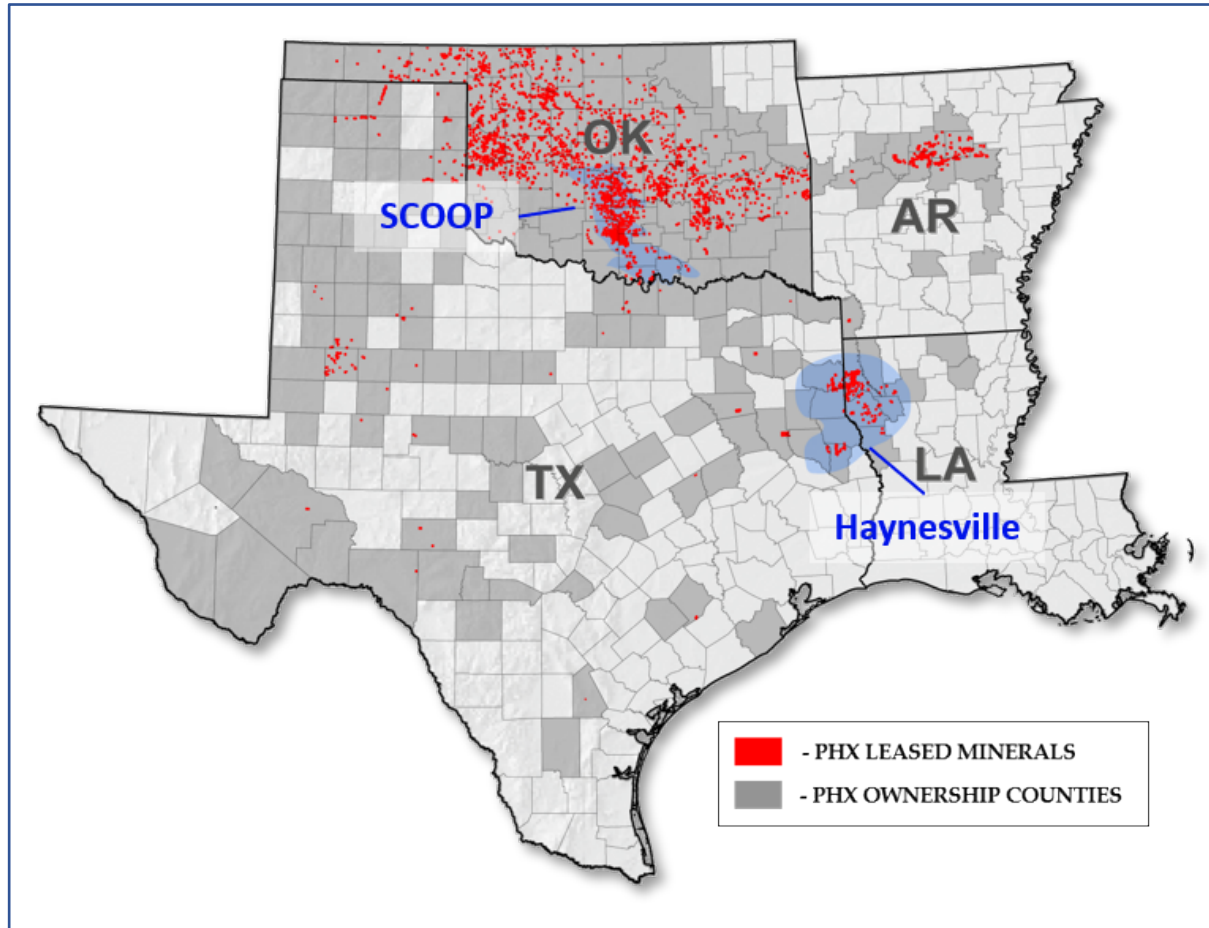 OK
SCOOP
AR
TX
LA
Haynesville
- PHX LEASED MINERALS
- PHX OWNERSHIP COUNTIES